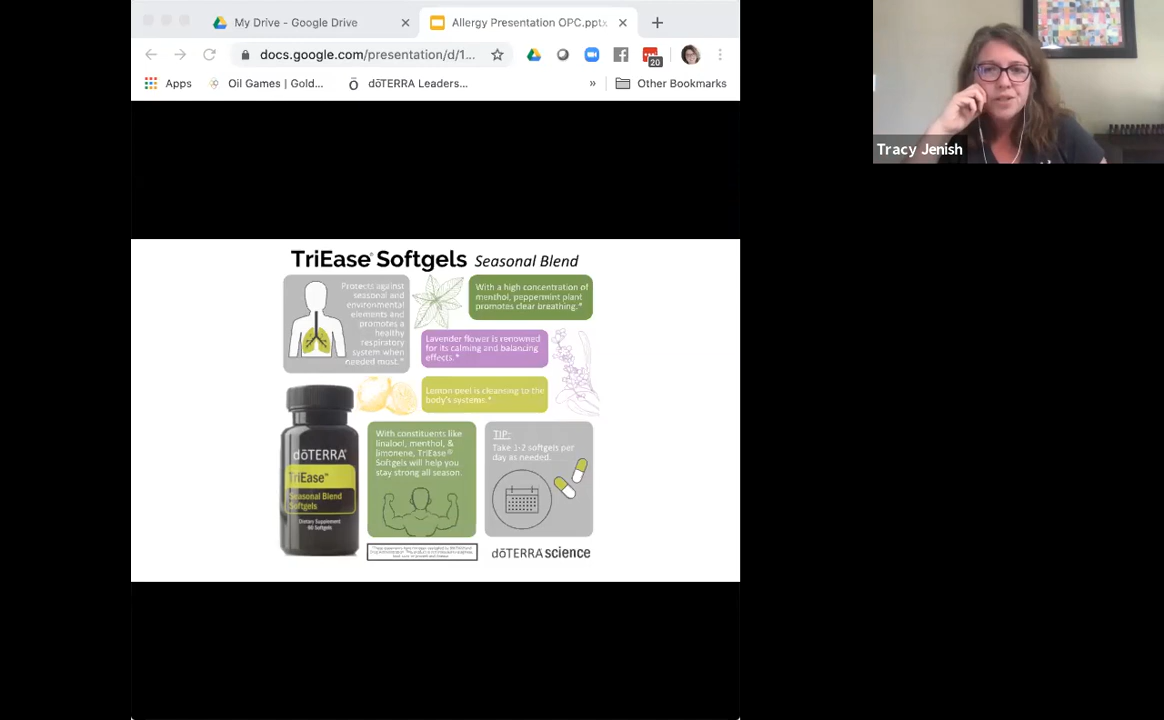 My Drive - Google Drive
Allergy Presentation OPC.pptx
docs.google.com/presentation/d/1...
20
Apps
Oil Games | Gold...
dōTERRA Leaders...
»
Other Bookmarks
Tracy Jenish
TriEase® Softgels Seasonal Blend
Protects against
seasonal and
environmental
elements and
promotes a
healthy
respiratory
system when
needed most.*
With a high concentration of
menthol, peppermint plant
promotes clear breathing.*
Lavender flower is renowned
for its calming and balancing
effects.*
Lemon peel is cleansing to the
body's systems.*
dōTERRA®
TriEase™
Seasonal Blend
Softgels
Dietary Supplement
60 Softgels
With constituents like
linalool, menthol, &
limonene, TriEase®
Softgels will help you
stay strong all season.
TIP:
Take 1-2 softgels per
day as needed.
dōTERRA science